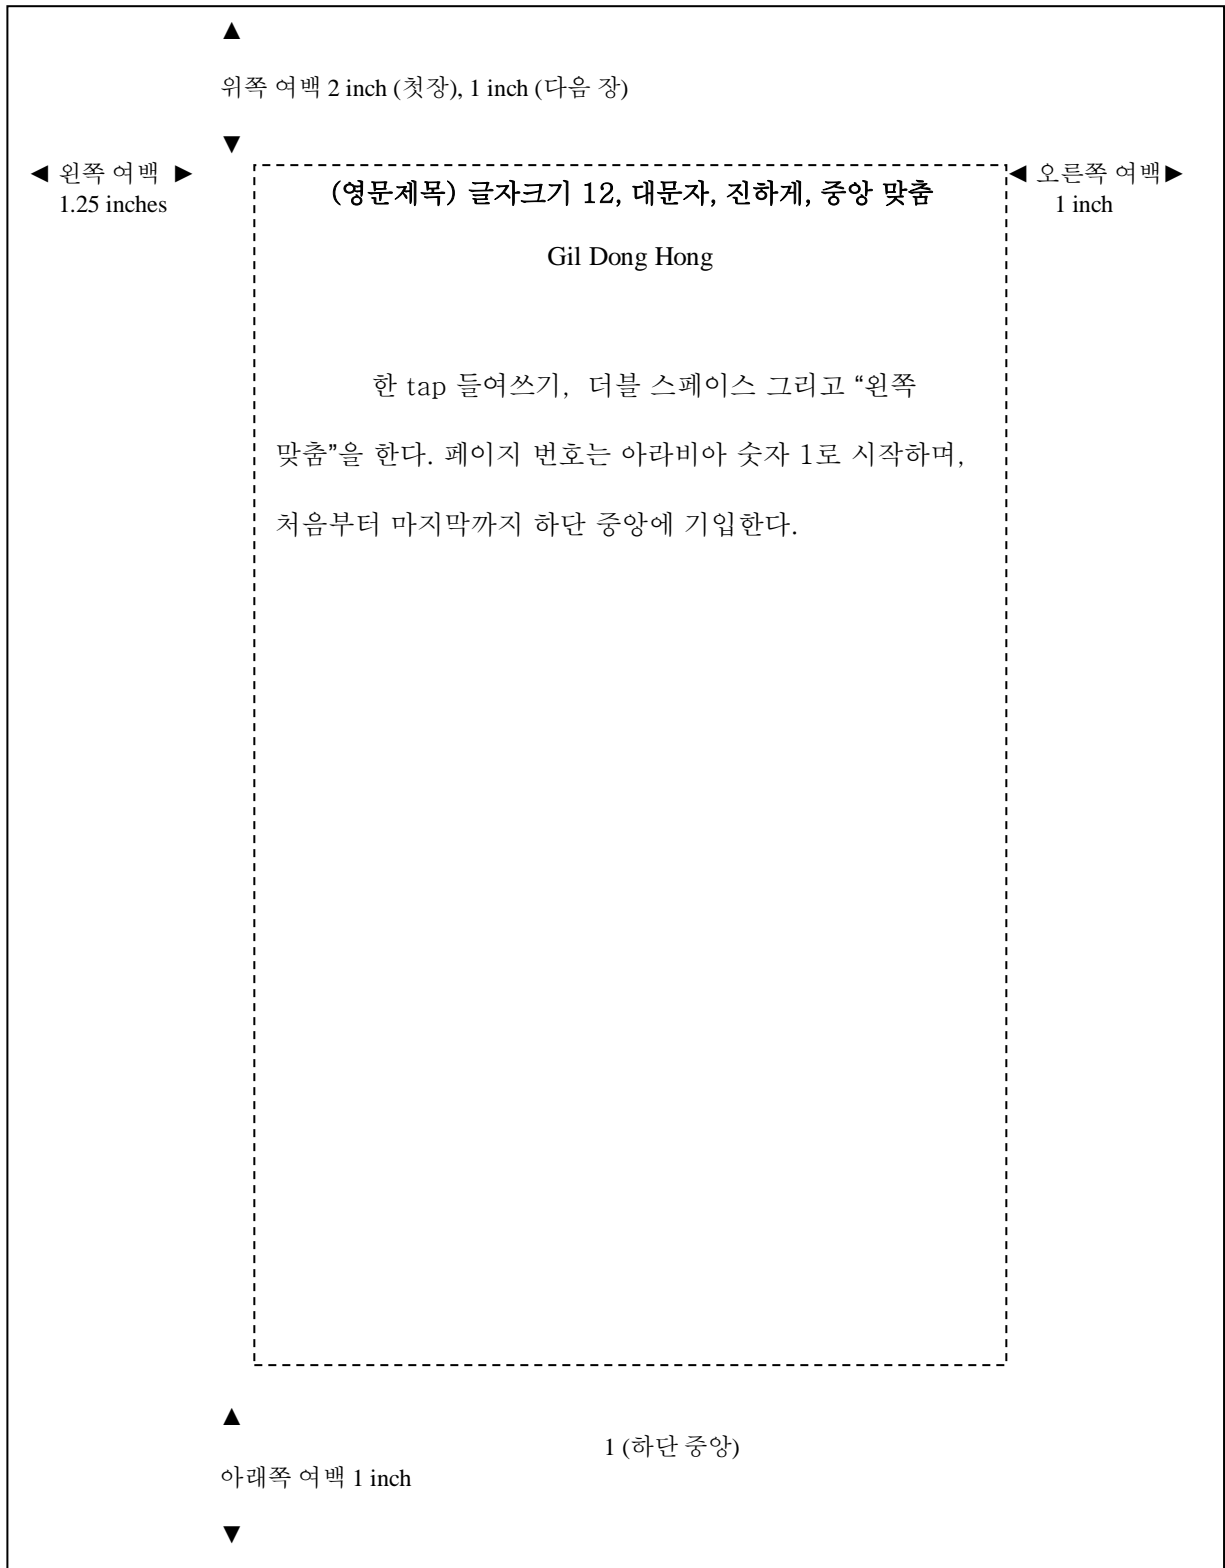 ▲
위쪽 여백 2 inch (첫장), 1 inch (다음 장)
▼
◀ 왼쪽 여백 ▶
1.25 inches
◀ 오른쪽 여백▶
1 inch
(영문제목) 글자크기 12, 대문자, 진하게, 중앙 맞춤
Gil Dong Hong
한 tap 들여쓰기, 더블 스페이스 그리고 “왼쪽
맞춤”을 한다. 페이지 번호는 아라비아 숫자 1로 시작하며,
처음부터 마지막까지 하단 중앙에 기입한다.
▲
1 (하단 중앙)
아래쪽 여백 1 inch
▼